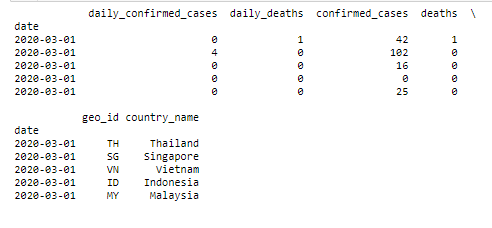 daily_confirmed_cases daily_deaths confirmed_cases deaths \
date
2020-03-01 0 1 42 1
2020-03-01 4 0 102 0
2020-03-01 0 0 16 0
2020-03-01 0 0 0 0
2020-03-01 0 0 25 0
geo_id country_name
date
2020-03-01 TH Thailand
2020-03-01 SG Singapore
2020-03-01 VN Vietnam
2020-03-01 ID Indonesia
2020-03-01 MY Malaysia